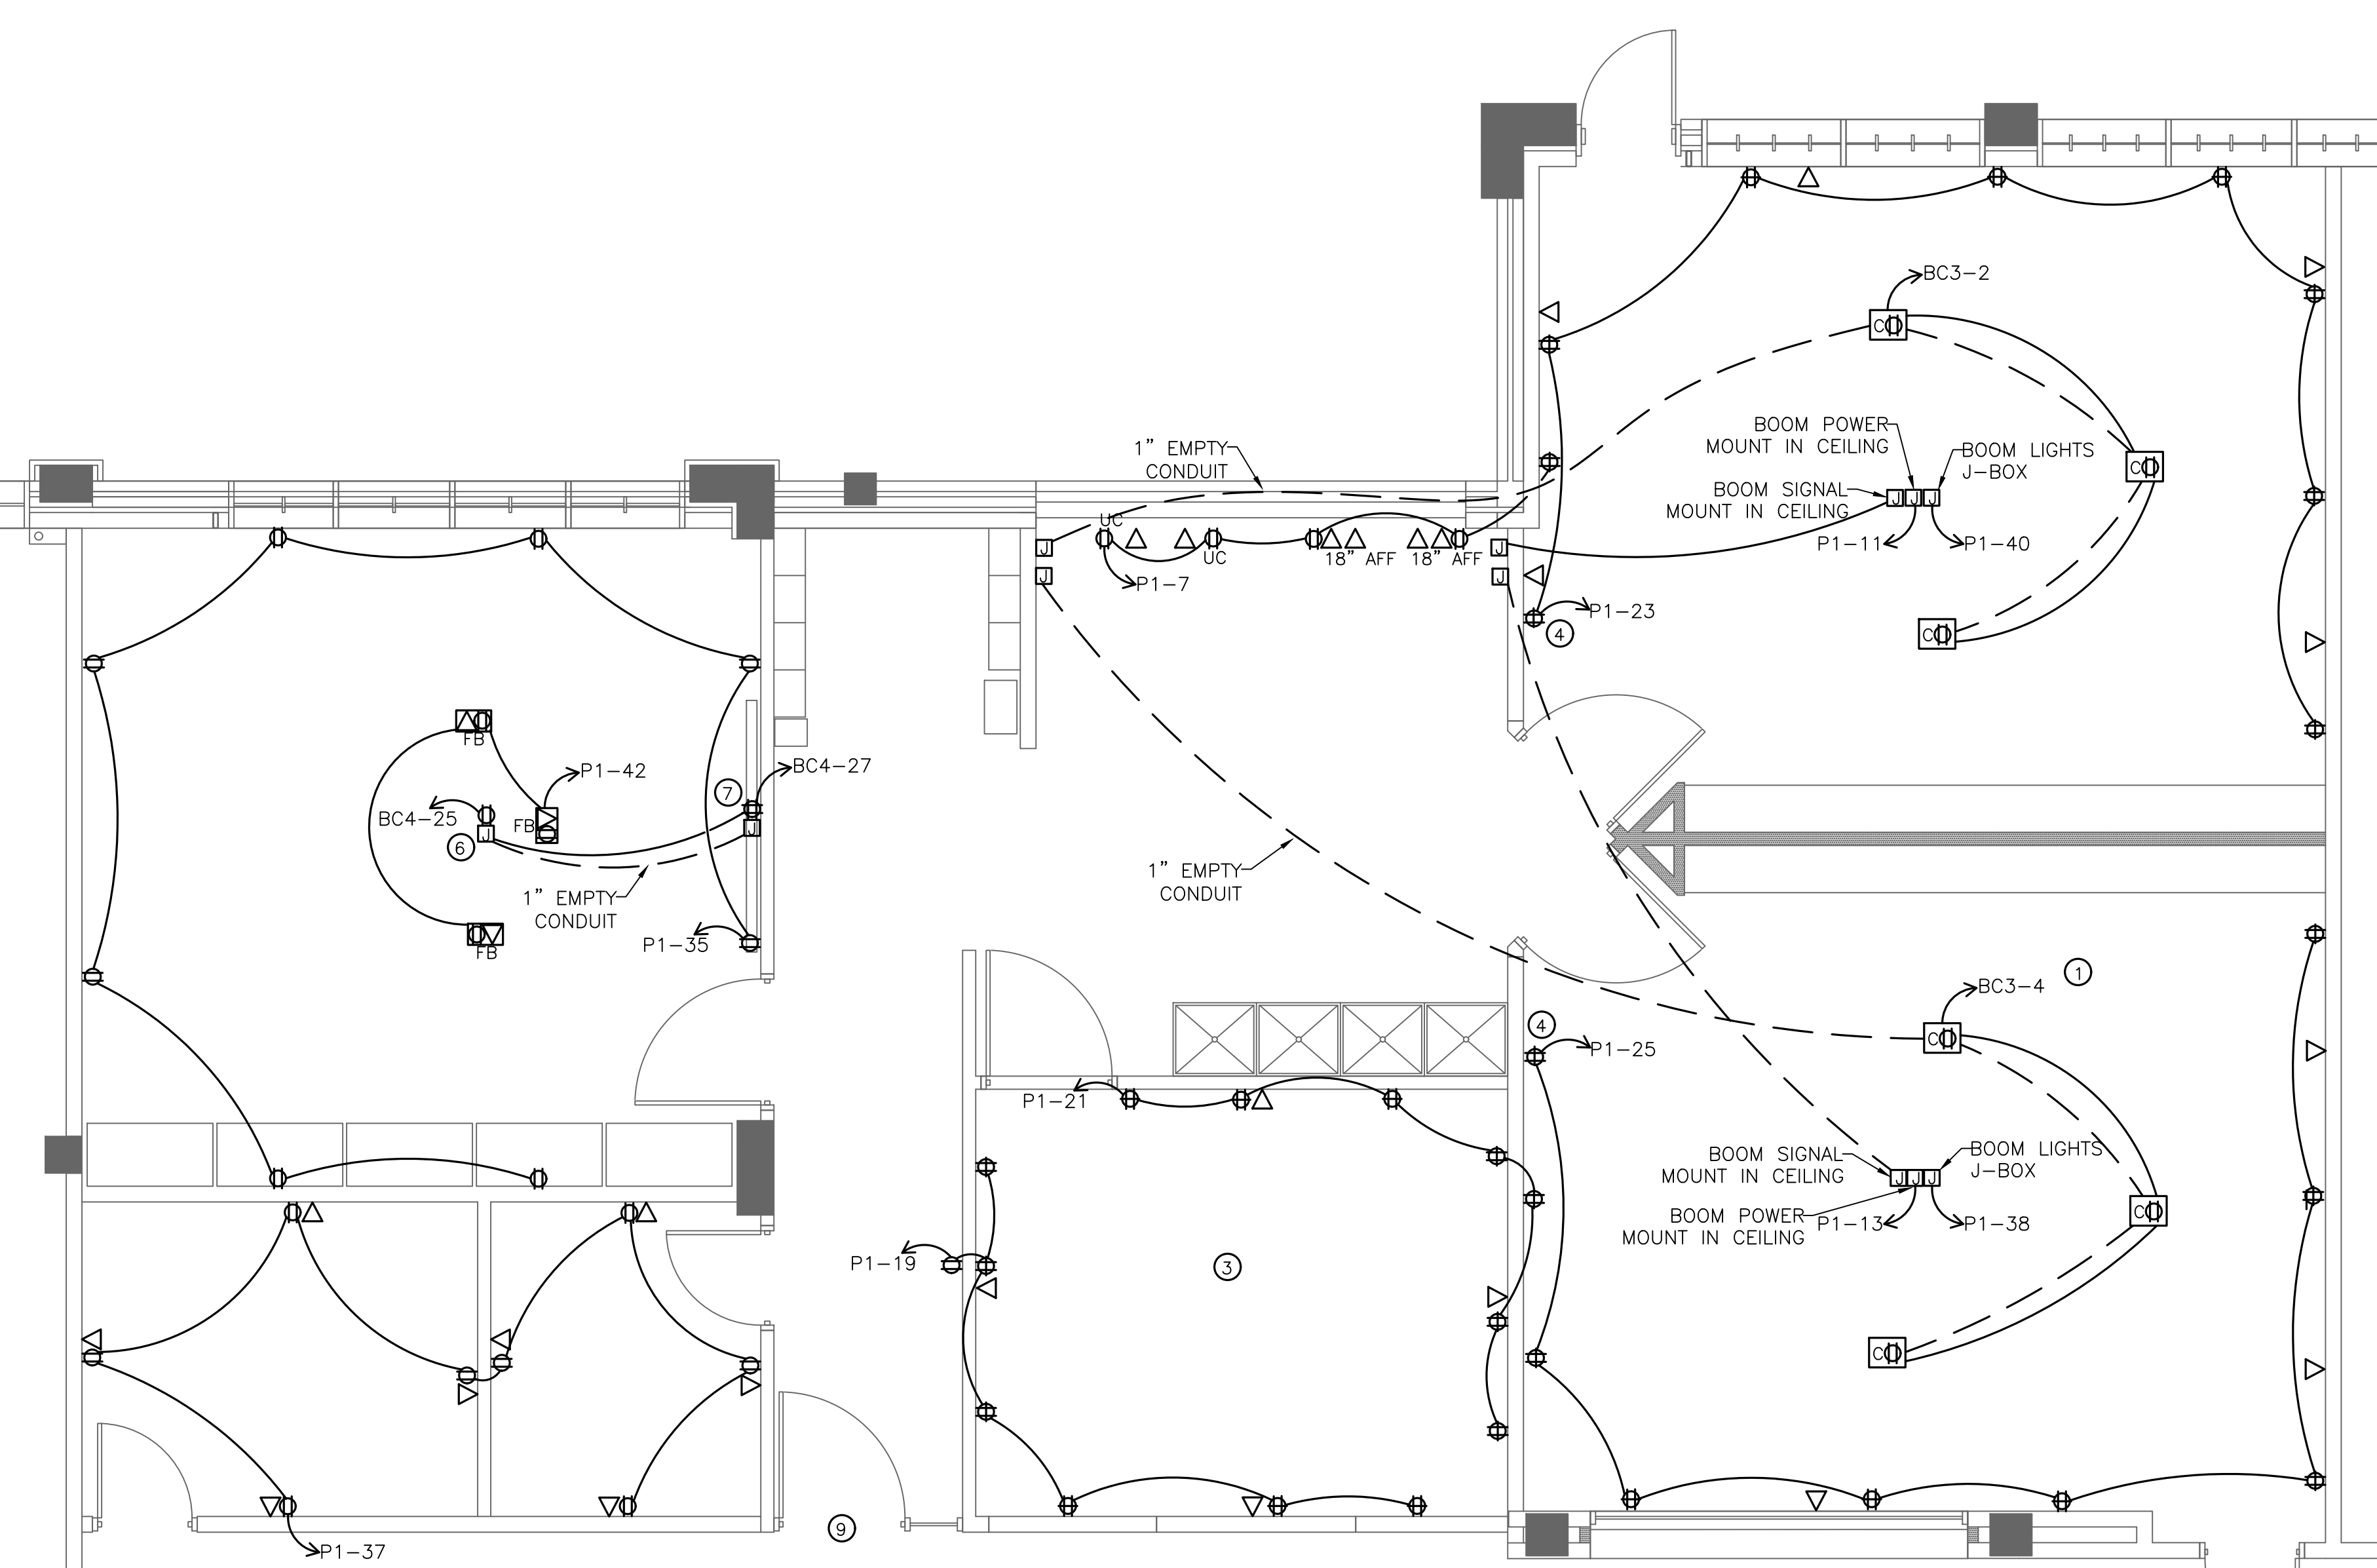 BC3-2
BOOM POWER
MOUNT IN CEILING
BOOM LIGHTS
J-BOX
BOOM SIGNAL
MOUNT IN CEILING
J
J
J
P1-11
P1-40
C
C
C
1" EMPTY
CONDUIT
UC
J
J
UC
18" AFF
18" AFF
J
J
P1-7
P1-23
4
FB
P1-42
BC4-27
7
BC4-25
FB
J
J
6
1" EMPTY
CONDUIT
1" EMPTY
CONDUIT
P1-35
FB
1
BC3-4
4
P1-25
C
P1-21
BOOM SIGNAL
MOUNT IN CEILING
BOOM LIGHTS
J-BOX
J
J
J
C
BOOM POWER
MOUNT IN CEILING
P1-13
P1-38
P1-19
3
C
9
P1-37